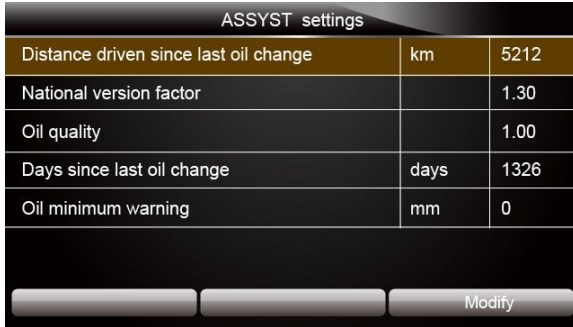 ASSYST settings
Distance driven since last oil change km 5212
National version factor 1.30
Oil quality 1.00
Days since last oil change days 1326
Oil minimum warning mm 0
Modify